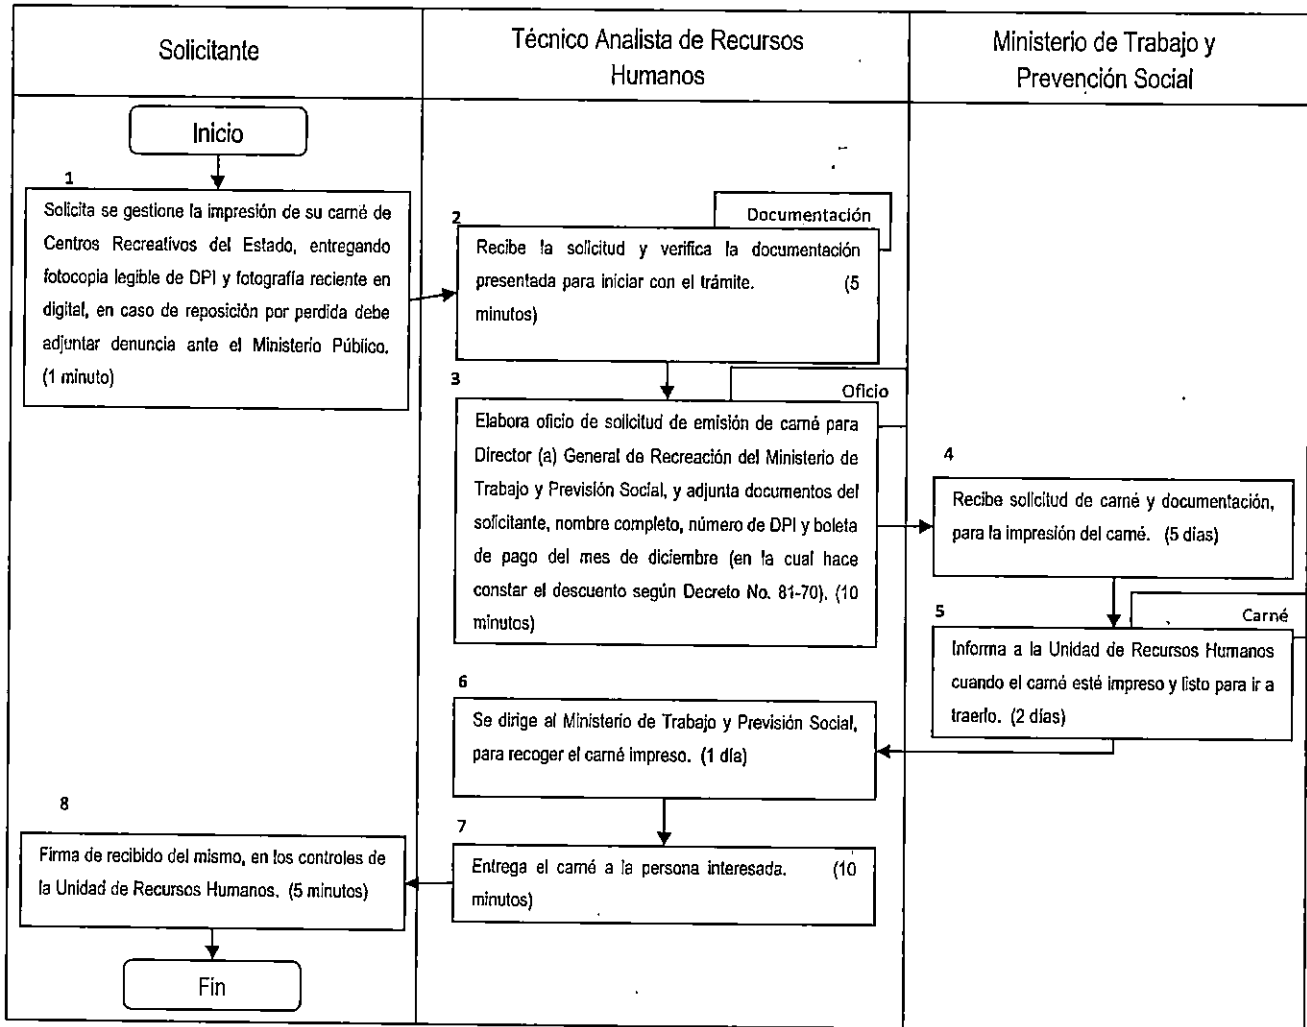 Solicitante
Técnico Analista de Recursos
Humanos
Ministerio de Trabajo y
Prevención Social
Inicio
1
Solicita se gestione la impresión de su carné de
Centros Recreativos del Estado, entregando
fotocopia legible de DPI y fotografía reciente en
digital, en caso de reposición por perdida debe
adjuntar denuncia ante el Ministerio Público.
(1 minuto)
2
Documentación
Recibe la solicitud y verifica la documentación
presentada para iniciar con el trámite. (5
minutos)
3
Oficio
Elabora oficio de solicitud de emisión de carné para
Director (a) General de Recreación del Ministerio de
Trabajo y Previsión Social, y adjunta documentos del
solicitante, nombre completo, número de DPI y boleta
de pago del mes de diciembre (en la cual hace
constar el descuento según Decreto No. 81-70). (10
minutos)
4
Recibe solicitud de carné y documentación,
para la impresión del carné. (5 días)
5
Carné
Informa a la Unidad de Recursos Humanos
cuando el carné esté impreso y listo para ir a
traerlo. (2 días)
6
Se dirige al Ministerio de Trabajo y Previsión Social,
para recoger el carné impreso. (1 día)
7
Entrega el carné a la persona interesada. (10
minutos)
8
Firma de recibido del mismo, en los controles de
la Unidad de Recursos Humanos. (5 minutos)
Fin